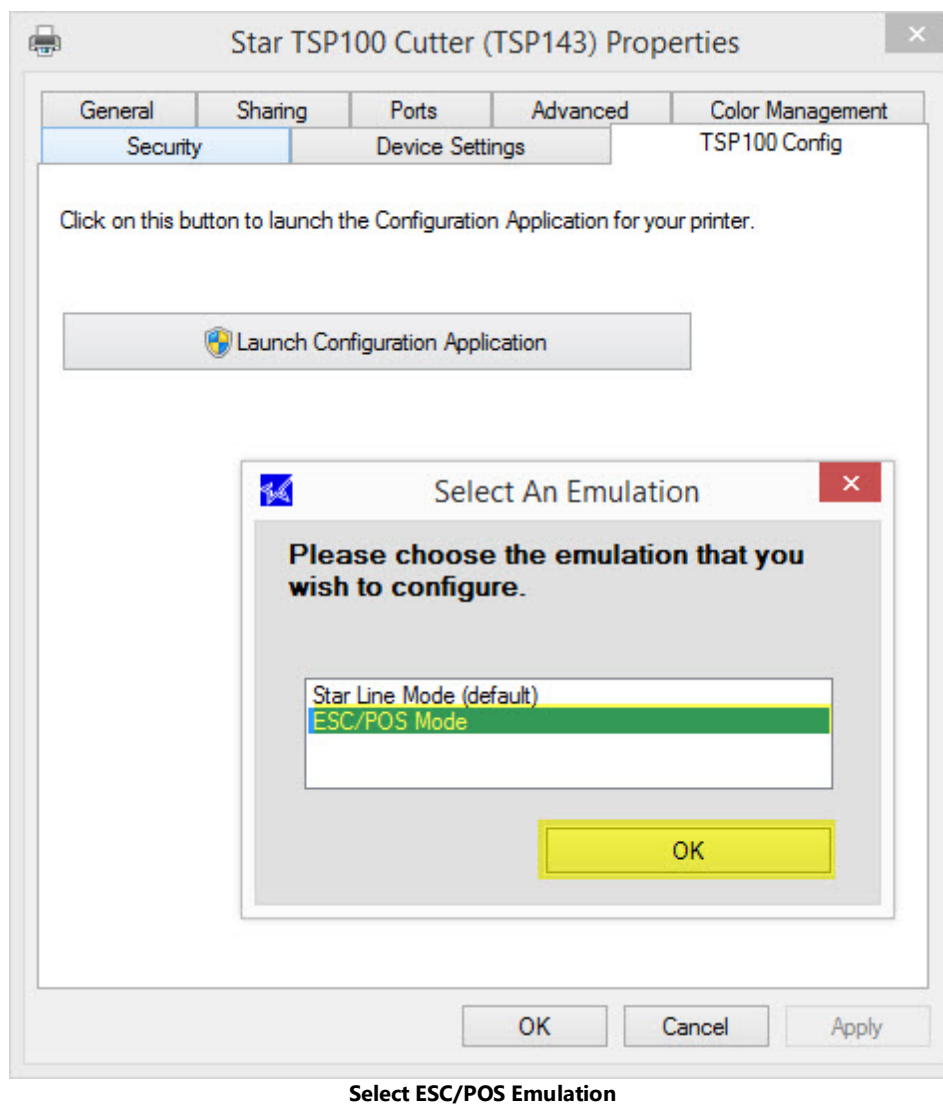 Star TSP100 Cutter (TSP143) Properties
General Sharing Ports Advanced Color Management
Security Device Settings TSP100 Config
Click on this button to launch the Configuration Application for your printer.
Launch Configuration Application
Select An Emulation
Please choose the emulation that you
wish to configure.
Star Line Mode (default)
ESC/POS Mode
OK
OK Cancel Apply
Select ESC/POS Emulation